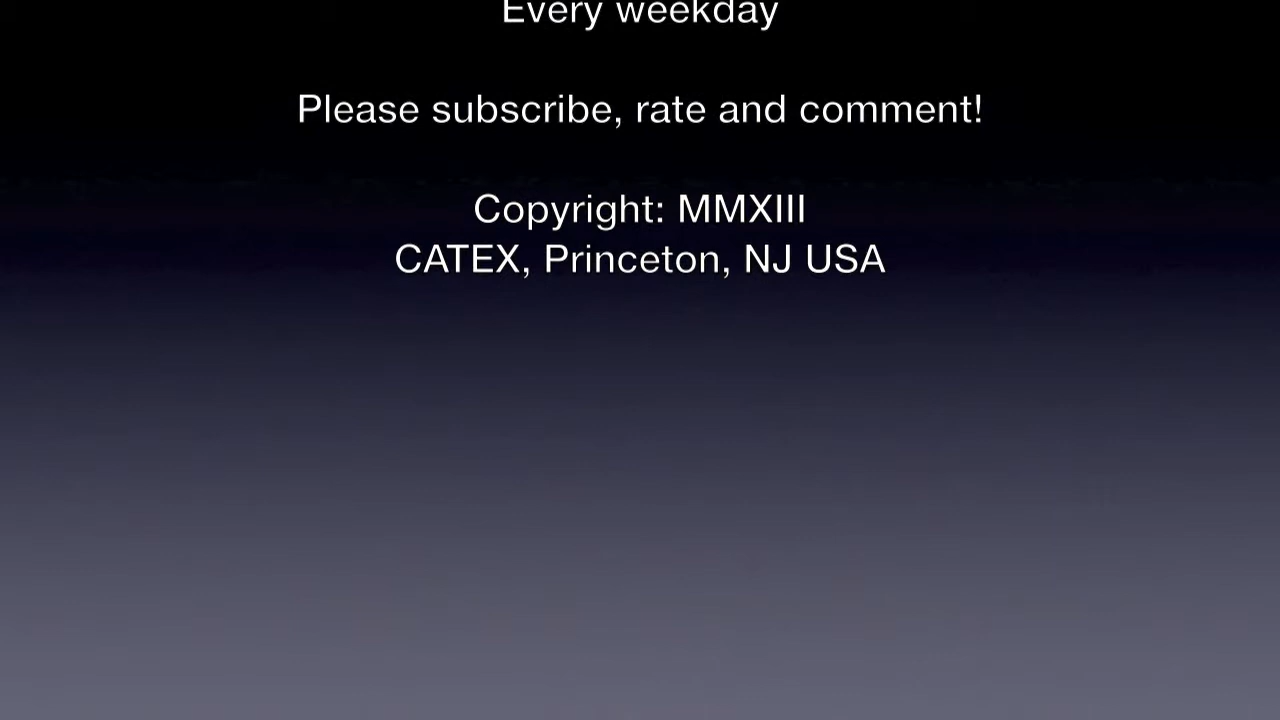 Every weekday
Please subscribe, rate and comment!
Copyright: MMXIII
CATEX, Princeton, NJ USA